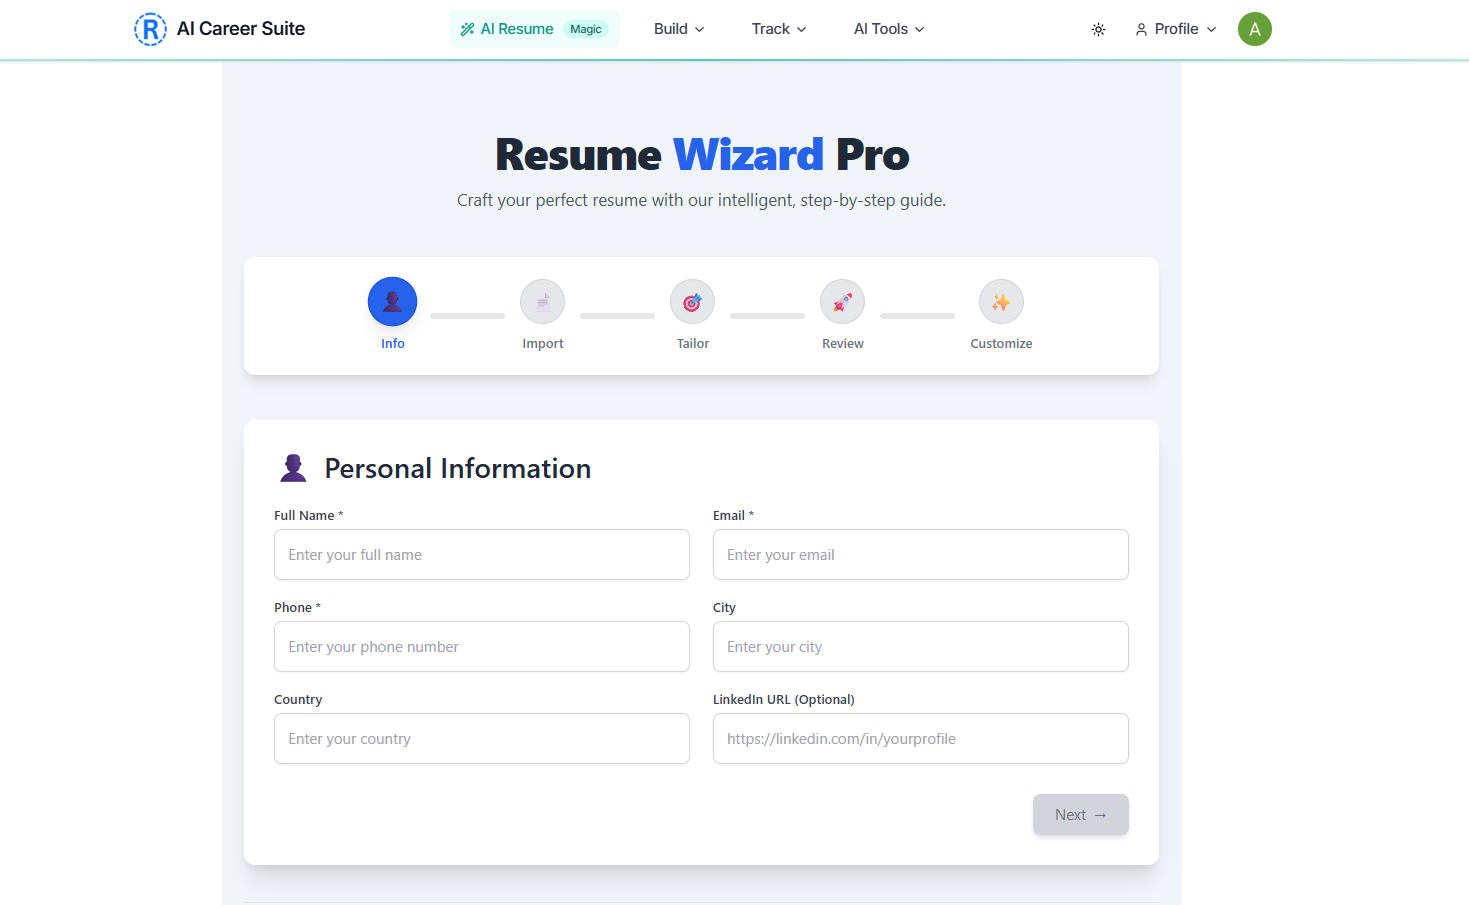 R AI Career Suite AI Resume Magic Build Track AI Tools Profile A
Resume Wizard Pro
Craft your perfect resume with our intelligent, step-by-step guide.
Info Import Tailor Review Customize
Personal Information
Full Name * Email *
Enter your full name Enter your email
Phone * City
Enter your phone number Enter your city
Country LinkedIn URL (Optional)
Enter your country https://linkedin.com/in/yourprofile
Next →